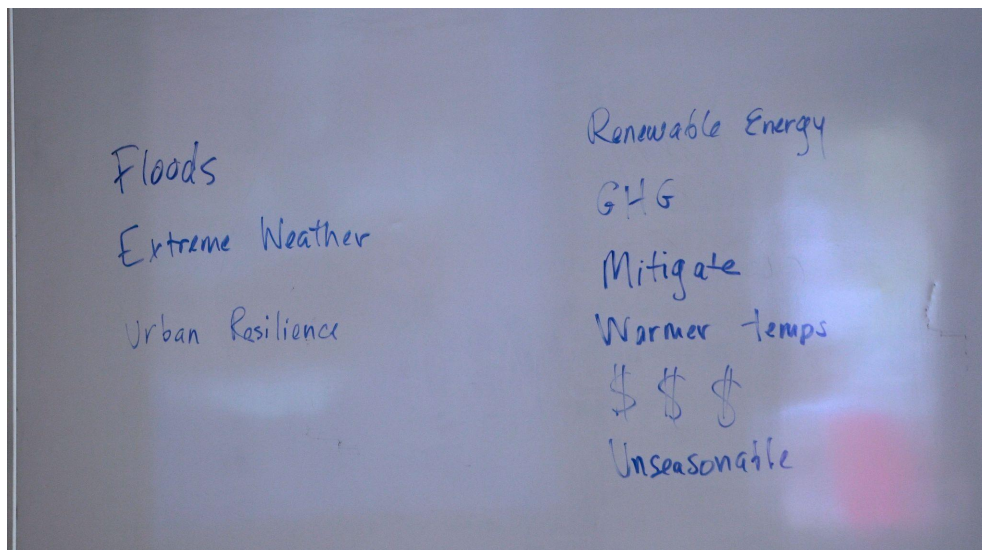 Floods
Extreme Weather
Urban Resilience
Renewable Energy
GHG
Mitigate
Warmer temps
$ $ $
Unseasonable